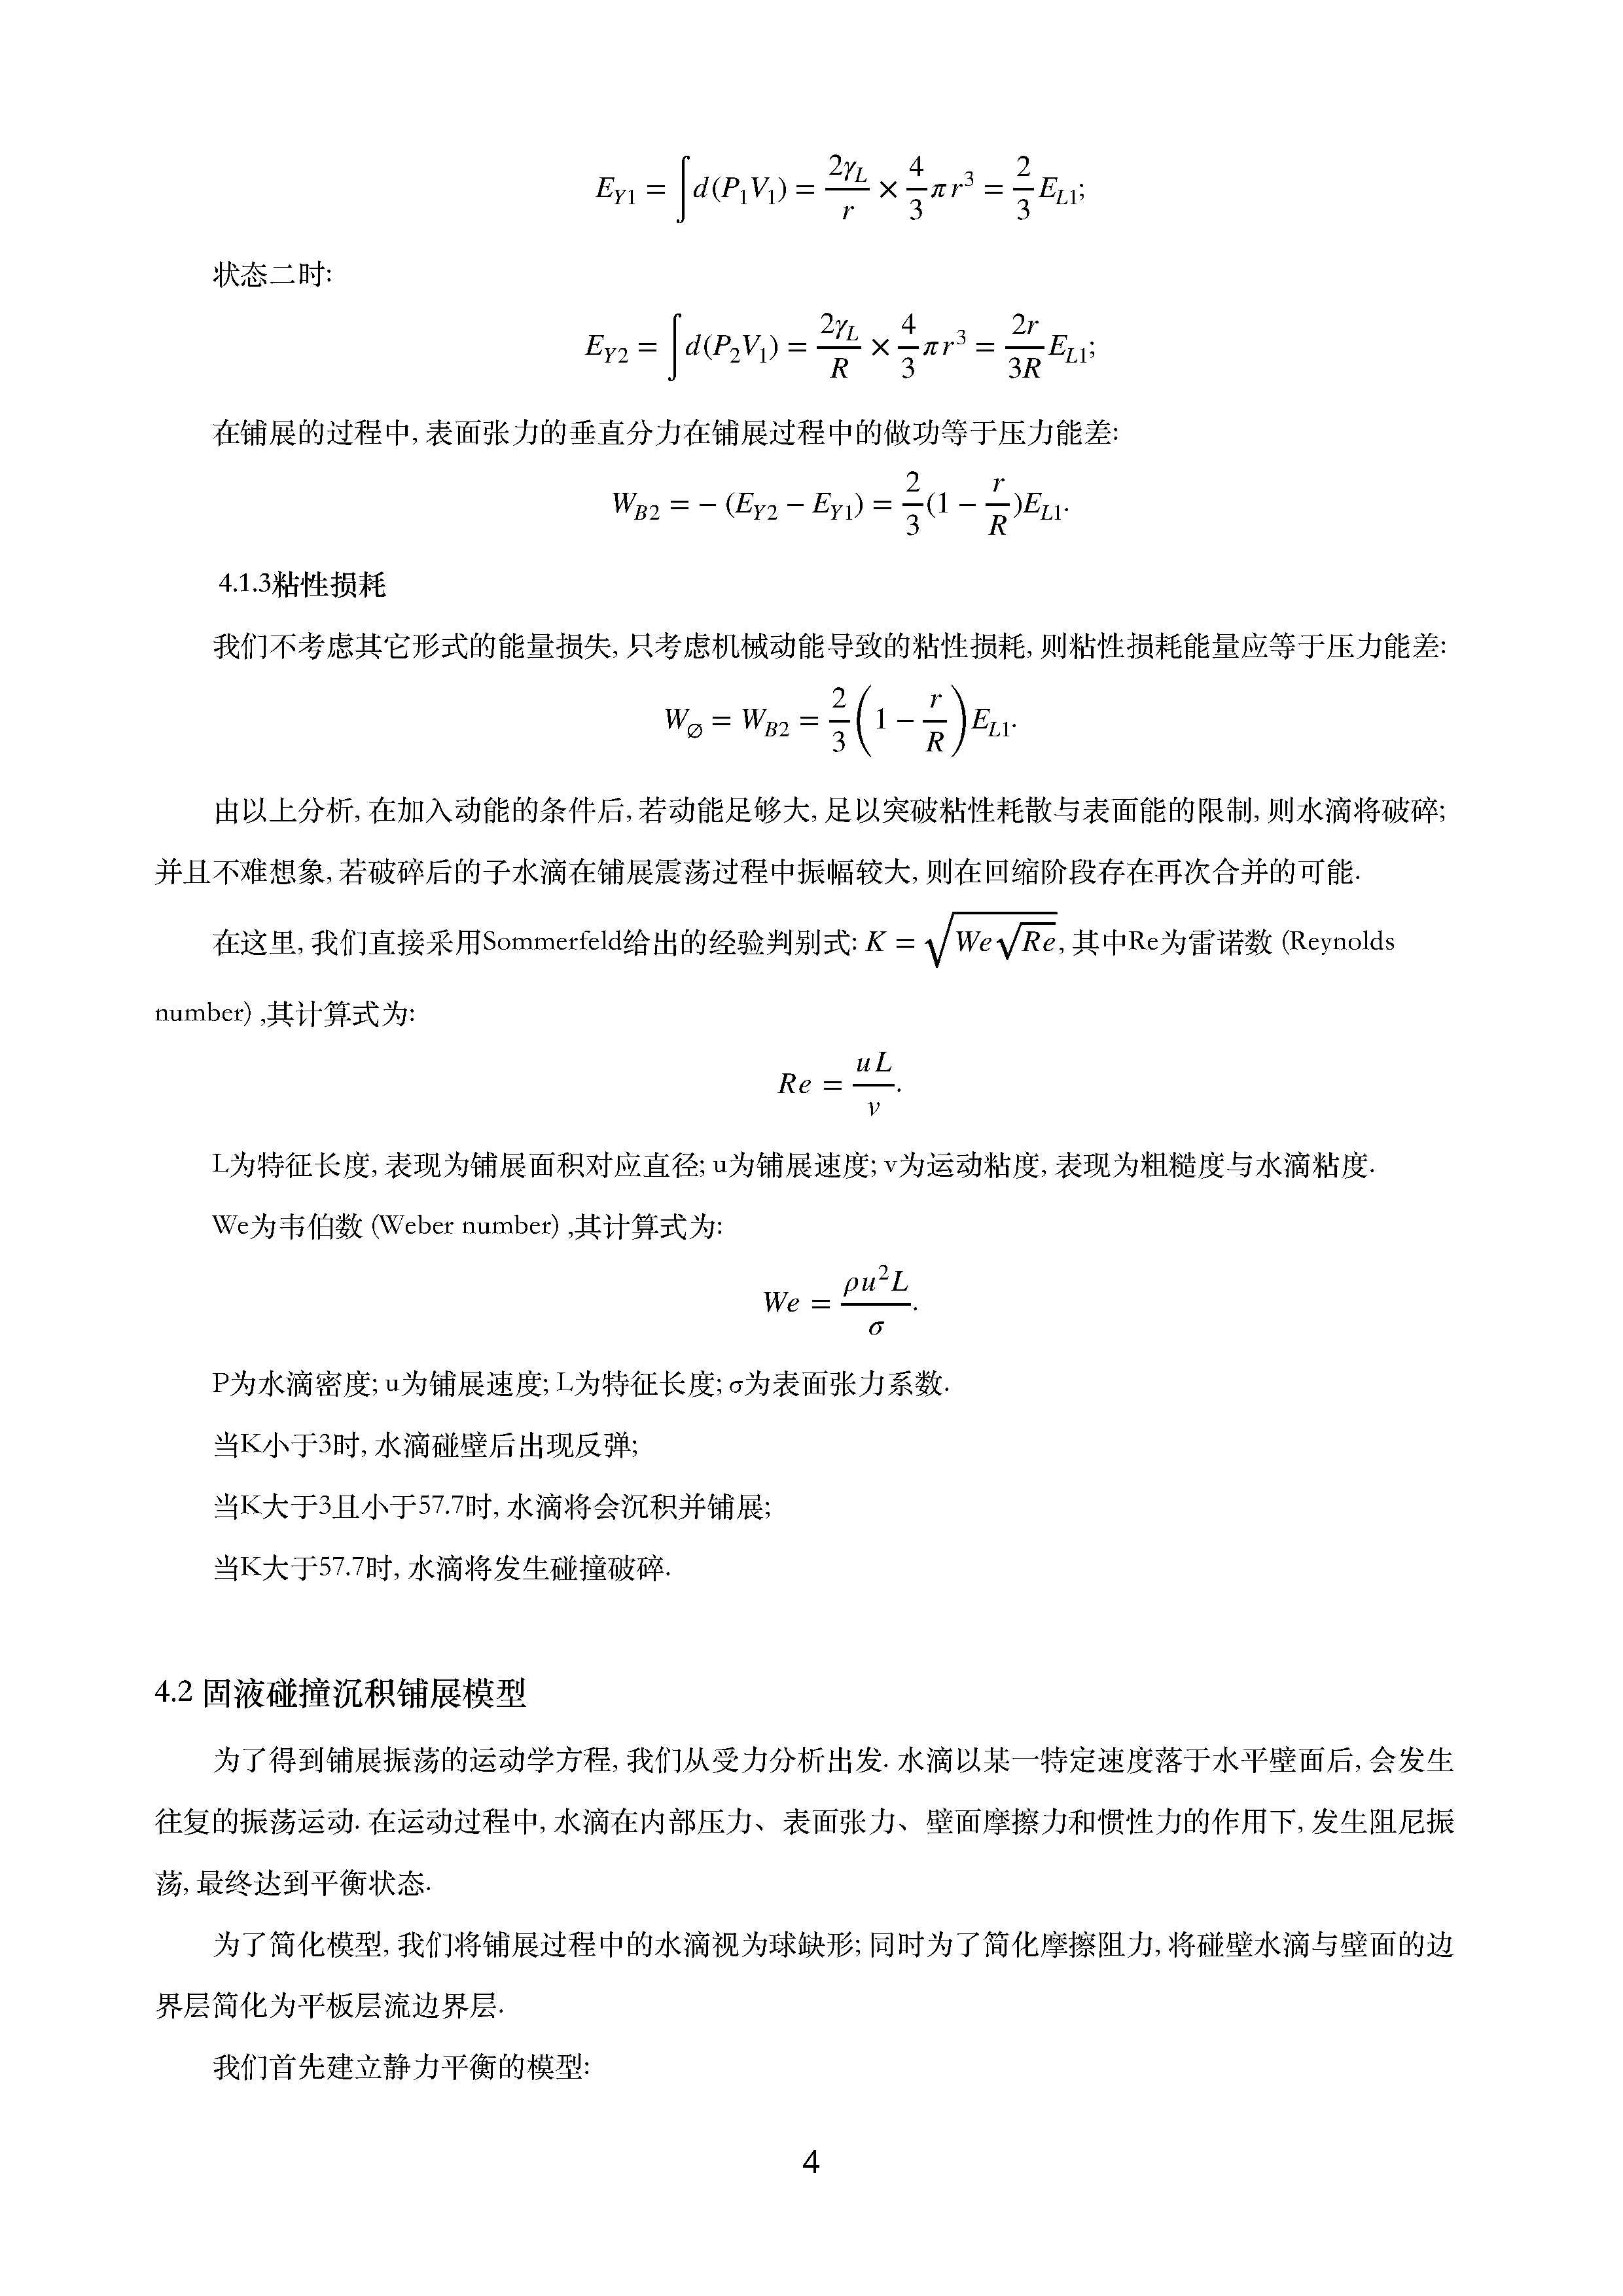 E_{Y1} = ∫d(P_1V_1) = \frac{2γ_L}{r} × \frac{4}{3}πr^3 = \frac{2}{3}E_{L1};
状态二时:
E_{Y2} = ∫d(P_2V_1) = \frac{2γ_L}{R} × \frac{4}{3}πr^3 = \frac{2r}{3R}E_{L1};
在铺展的过程中, 表面张力的垂直分力在铺展过程中的做功等于压力能差:
W_{B2} = − (E_{Y2} − E_{Y1}) = \frac{2}{3}(1 − \frac{r}{R})E_{L1}.
4.1.3粘性损耗
我们不考虑其它形式的能量损失, 只考虑机械动能导致的粘性损耗, 则粘性损耗能量应等于压力能差:
W_∅ = W_{B2} = \frac{2}{3}(1 − \frac{r}{R})E_{L1}.
由以上分析, 在加入动能的条件后, 若动能足够大, 足以突破粘性耗散与表面能的限制, 则水滴将破碎;
并且不难想象, 若破碎后的子水滴在铺展震荡过程中振幅较大, 则在回缩阶段存在再次合并的可能.
在这里, 我们直接采用Sommerfeld给出的经验判别式: K = \sqrt{We\sqrt{Re}}, 其中Re为雷诺数 (Reynolds
number) ,其计算式为:
Re = \frac{uL}{ν}.
L为特征长度, 表现为铺展面积对应直径; u为铺展速度; v为运动粘度, 表现为粗糙度与水滴粘度.
We为韦伯数 (Weber number) ,其计算式为:
We = \frac{ρu^2L}{σ}.
P为水滴密度; u为铺展速度; L为特征长度; σ为表面张力系数.
当K小于3时, 水滴碰壁后出现反弹;
当K大于3且小于57.7时, 水滴将会沉积并铺展;
当K大于57.7时, 水滴将发生碰撞破碎.
4.2 固液碰撞沉积铺展模型
为了得到铺展振荡的运动学方程, 我们从受力分析出发. 水滴以某一特定速度落于水平壁面后, 会发生
往复的振荡运动. 在运动过程中, 水滴在内部压力、表面张力、壁面摩擦力和惯性力的作用下, 发生阻尼振
荡, 最终达到平衡状态.
为了简化模型, 我们将铺展过程中的水滴视为球缺形; 同时为了简化摩擦阻力, 将碰壁水滴与壁面的边
界层简化为平板层流边界层.
我们首先建立静力平衡的模型:
4